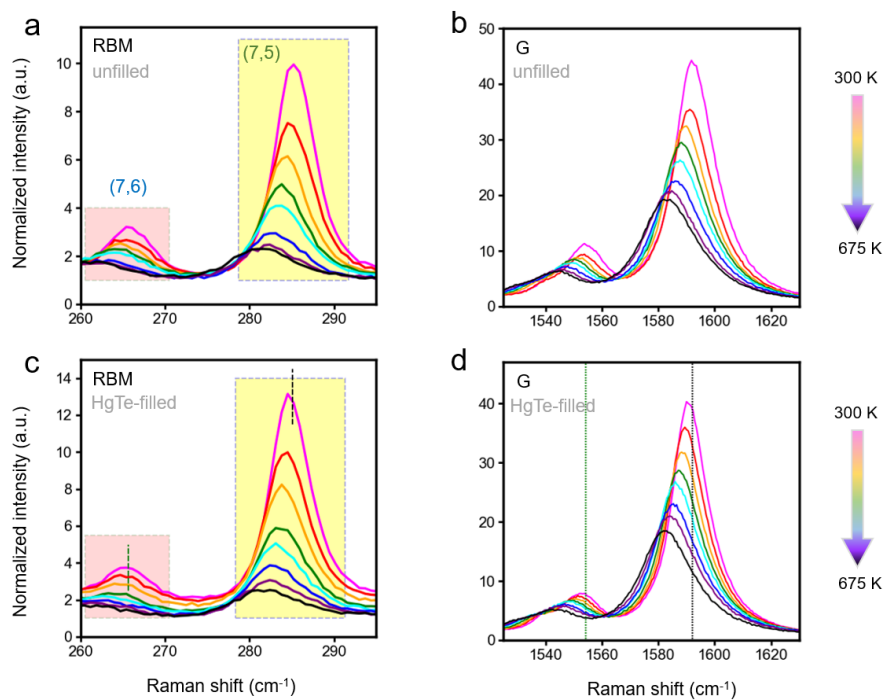 a
RBM
unfilled
(7,5)
(7,6)
Normalized intensity (a.u.)
10
8
6
4
2
0
260 270 280 290
b
G
unfilled
50
40
30
20
10
0
1540 1560 1580 1600 1620
300 K
675 K
c
RBM
HgTe-filled
Normalized intensity (a.u.)
14
12
10
8
6
4
2
0
260 270 280 290
Raman shift (cm⁻¹)
d
G
HgTe-filled
40
30
20
10
0
1540 1560 1580 1600 1620
Raman shift (cm⁻¹)
300 K
675 K